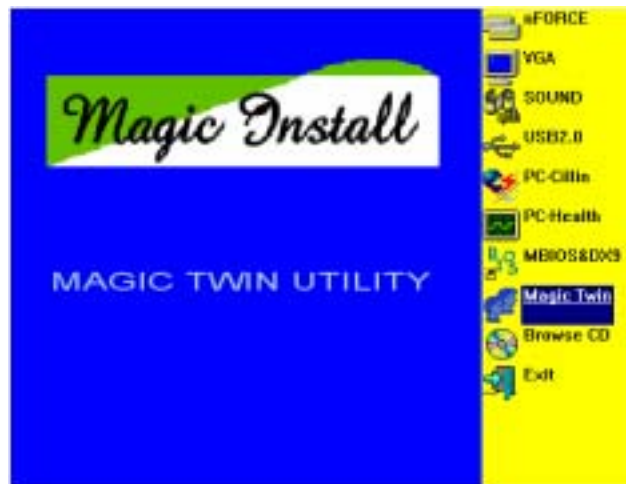 Magic Install
MAGIC TWIN UTILITY
nFORCE
VGA
SOUND
USB2.0
PC-Cillin
PC-Health
MBIOS&DX9
Magic Twin
Browse CD
Exit